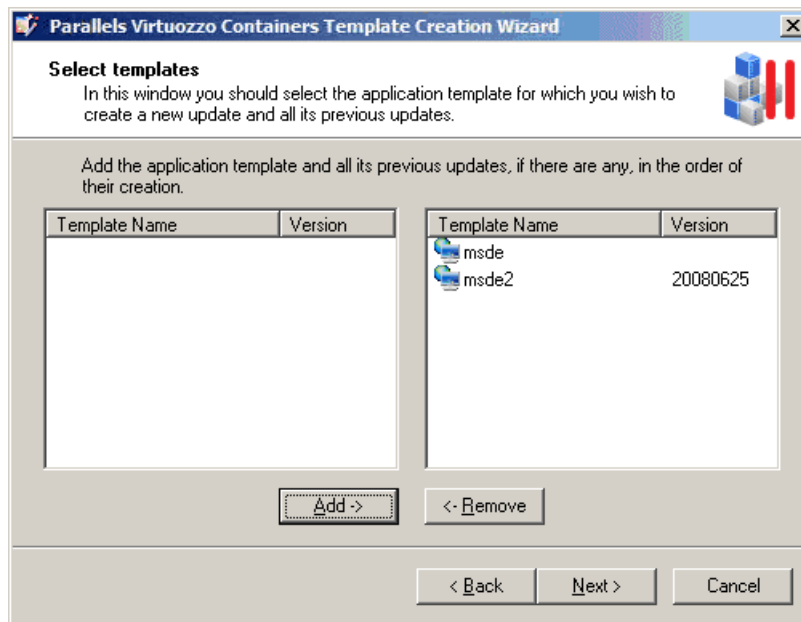 Parallels Virtuozzo Containers Template Creation Wizard
Select templates
In this window you should select the application template for which you wish to
create a new update and all its previous updates.
Add the application template and all its previous updates, if there are any, in the order of
their creation.
Template Name Version
Template Name Version
msde
msde2 20080625
Add ->
<- Remove
< Back
Next >
Cancel